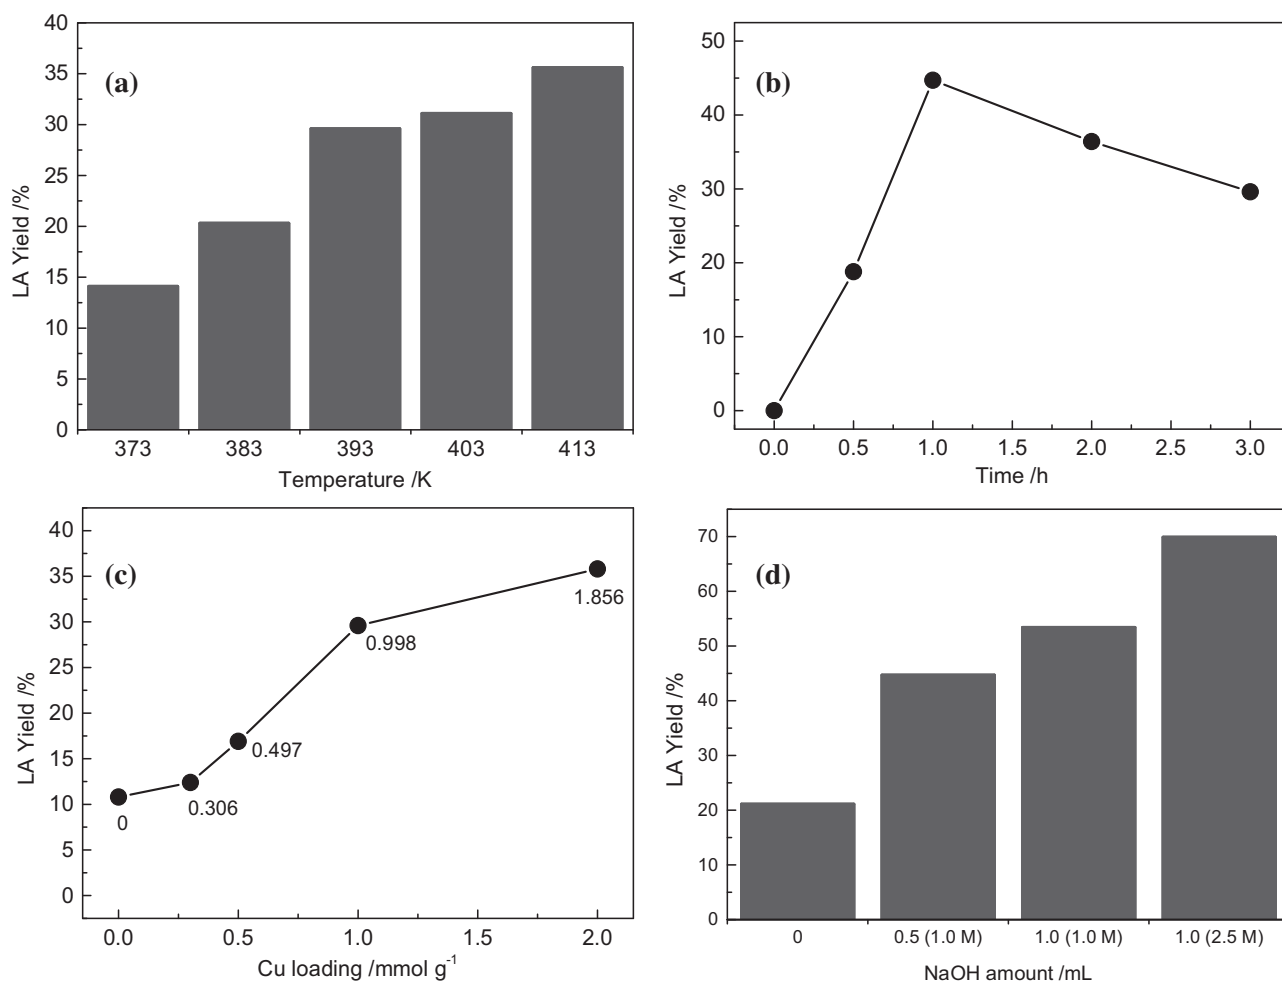 (a)
LA Yield /%
40
35
30
25
20
15
10
5
0
373 383 393 403 413
Temperature /K
(b)
LA Yield /%
50
40
30
20
10
0
0.0 0.5 1.0 1.5 2.0 2.5 3.0
Time /h
(c)
LA Yield /%
40
35
30
25
20
15
10
5
0
0
0.306
0.497
0.998
1.856
0.0 0.5 1.0 1.5 2.0
Cu loading /mmol g⁻¹
(d)
LA Yield /%
70
60
50
40
30
20
10
0
0 0.5 (1.0 M) 1.0 (1.0 M) 1.0 (2.5 M)
NaOH amount /mL